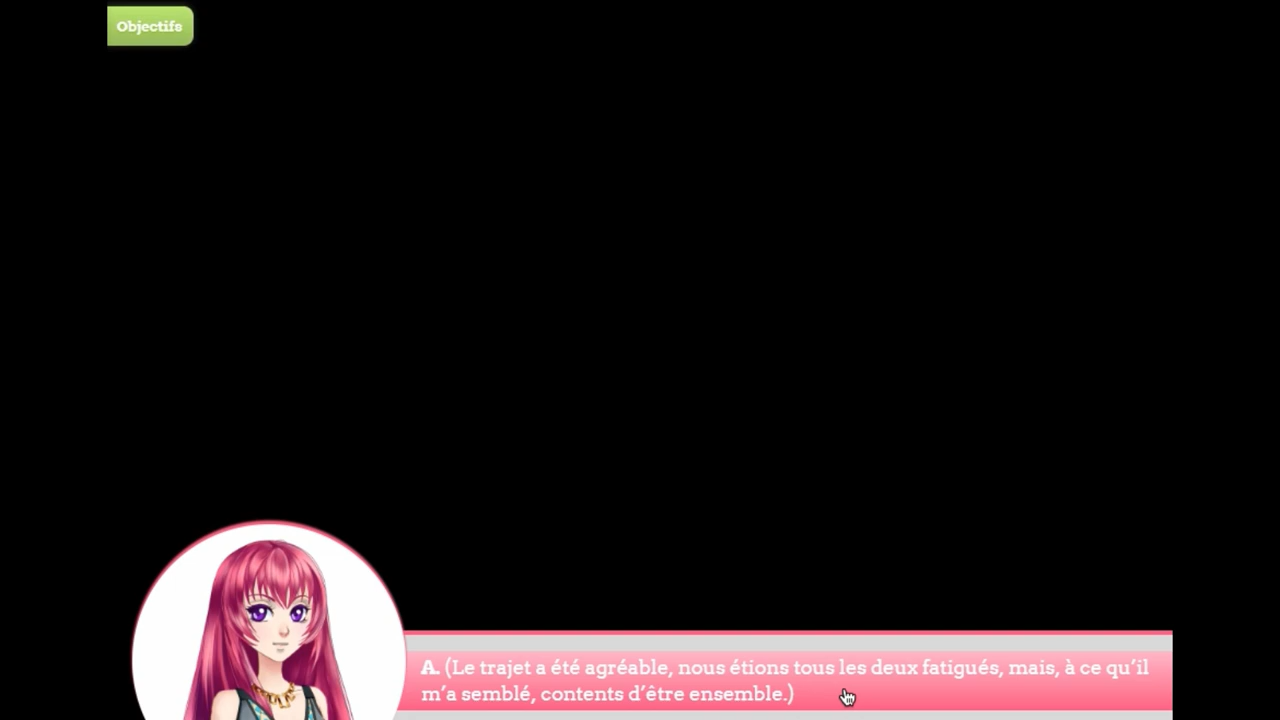 Objectifs
A. (Le trajet a été agréable, nous étions tous les deux fatigués, mais, à ce qu’il
m’a semblé, contents d’être ensemble.)